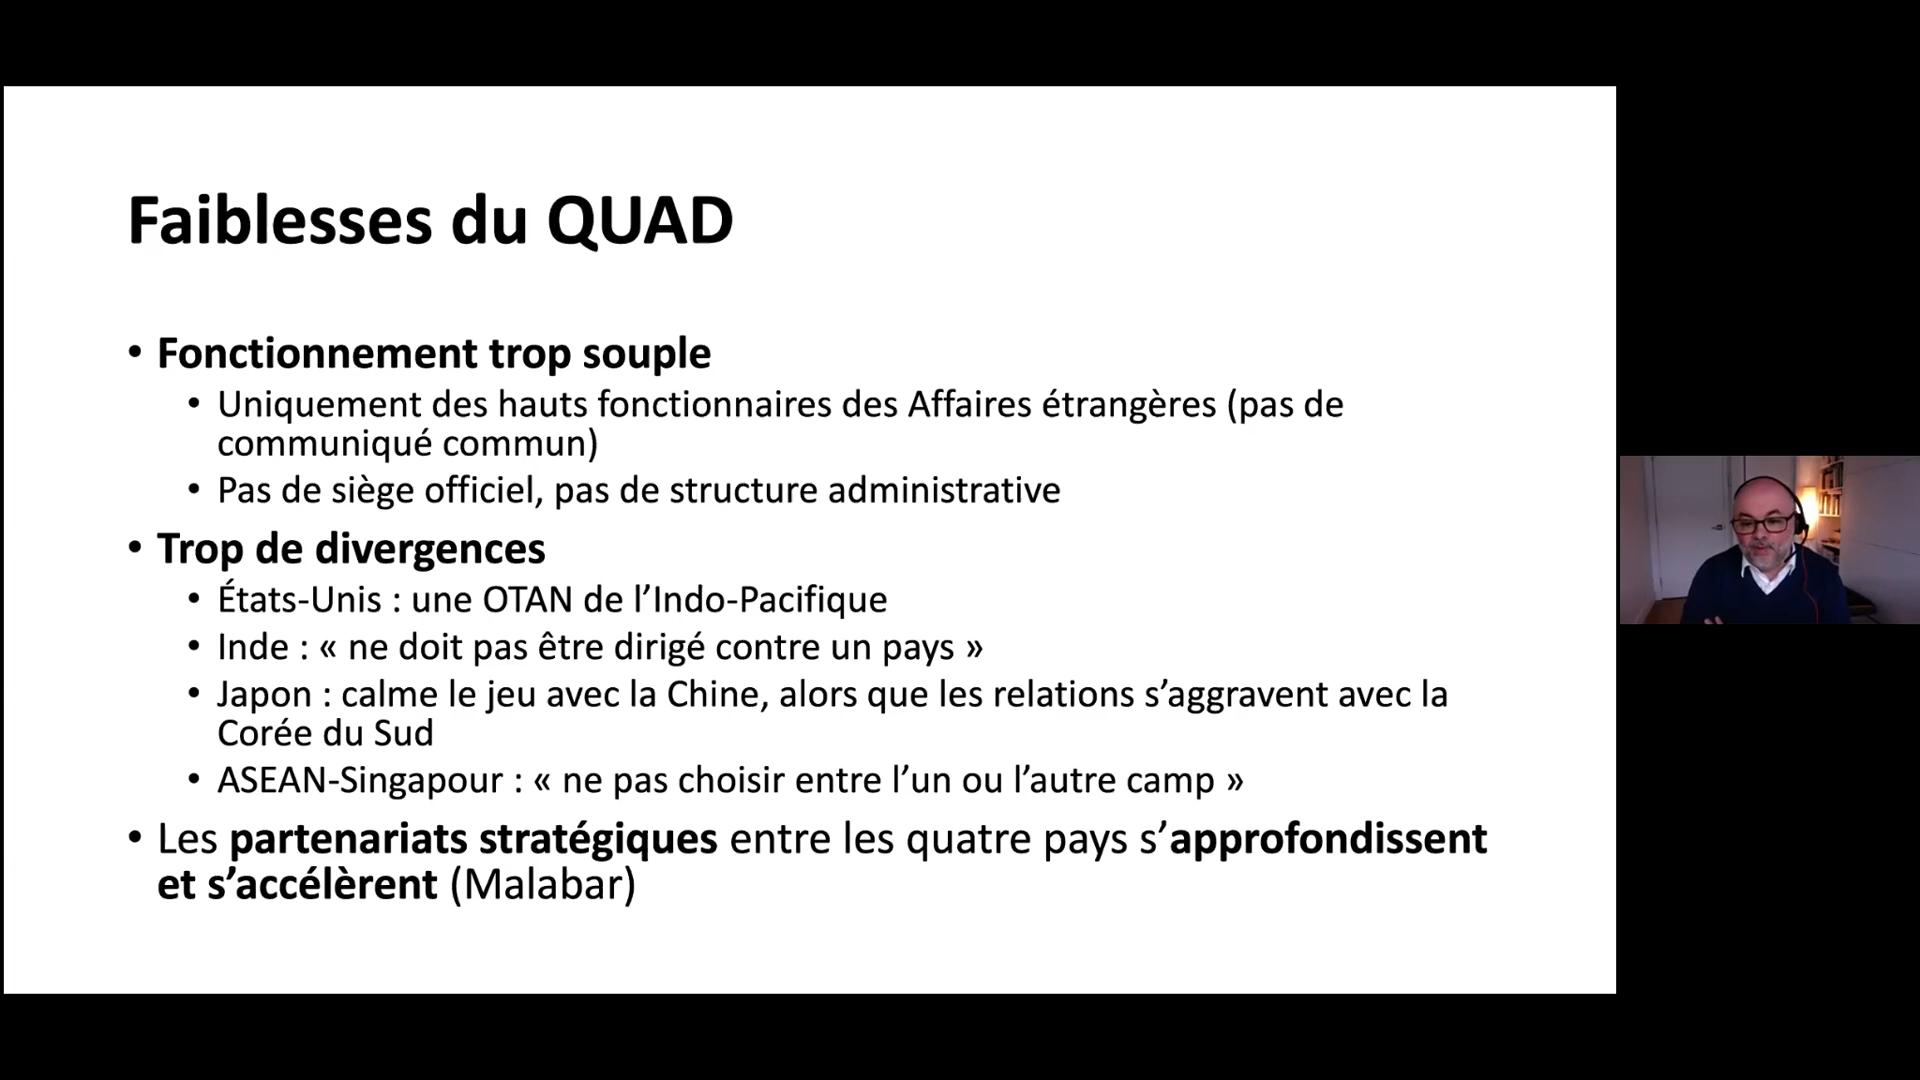 Faiblesses du QUAD
• Fonctionnement trop souple
• Uniquement des hauts fonctionnaires des Affaires étrangères (pas de
communiqué commun)
• Pas de siège officiel, pas de structure administrative
• Trop de divergences
• États-Unis : une OTAN de l’Indo-Pacifique
• Inde : « ne doit pas être dirigé contre un pays »
• Japon : calme le jeu avec la Chine, alors que les relations s’aggravent avec la
Corée du Sud
• ASEAN-Singapour : « ne pas choisir entre l’un ou l’autre camp »
• Les partenariats stratégiques entre les quatre pays s’approfondissent
et s’accélèrent (Malabar)